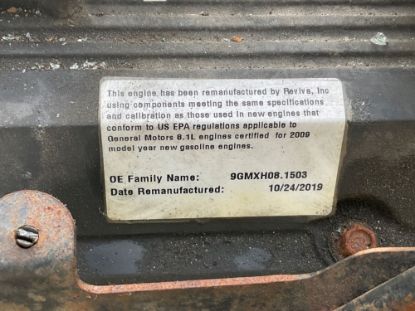 This engine has been remanufactured by Reviva, Inc
using components meeting the same specifications
and calibration as those used in new engines that
conform to US EPA regulations applicable to
General Motors 8.1L engines certified for 2009
model year new gasoline engines.
OE Family Name: 9GMXH08.1503
Date Remanufactured: 10/24/2019